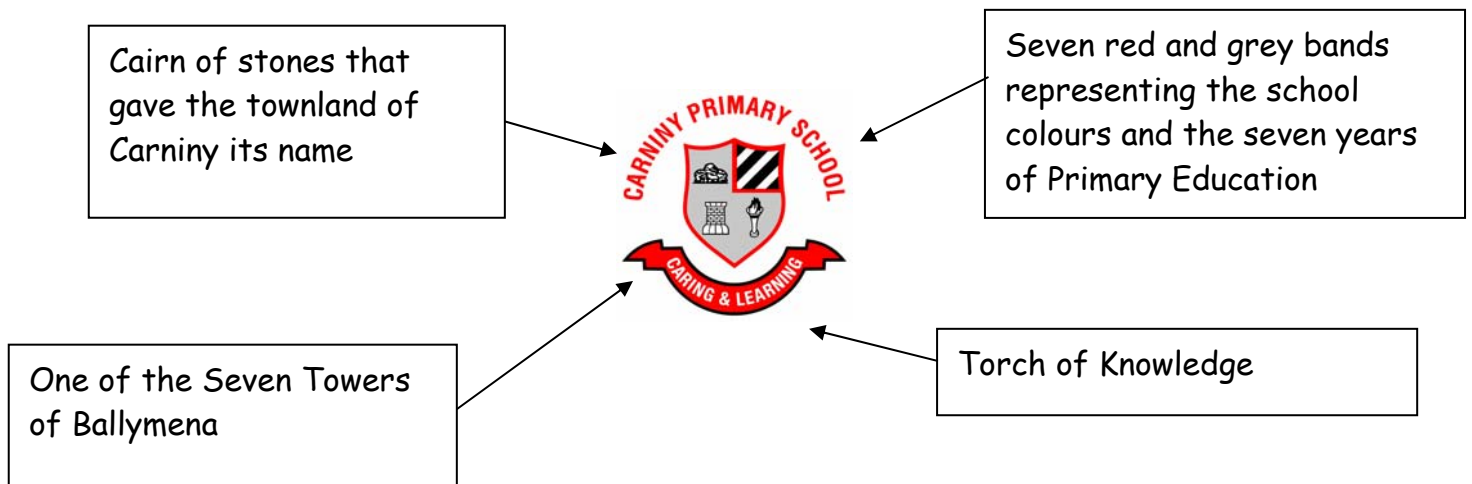 Cairn of stones that
gave the townland of
Carniny its name
Seven red and grey bands
representing the school
colours and the seven years
of Primary Education
CARNINY PRIMARY SCHOOL
CARING & LEARNING
One of the Seven Towers
of Ballymena
Torch of Knowledge